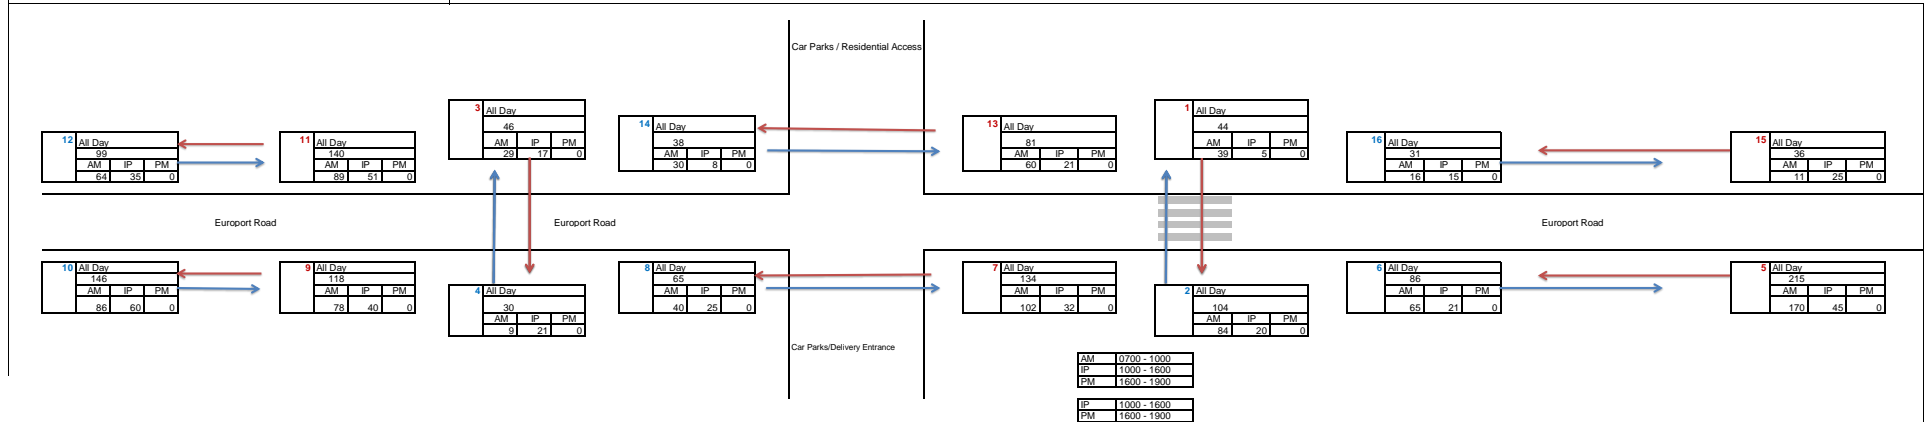 Car Parks / Residential Access
3 All Day
46
AM IP PM
29 17 0
1 All Day
44
AM IP PM
39 5 0
14 All Day
38
AM IP PM
30 8 0
13 All Day
81
AM IP PM
60 21 0
12 All Day
99
AM IP PM
64 35 0
11 All Day
140
AM IP PM
89 51 0
16 All Day
31
AM IP PM
16 15 0
15 All Day
36
AM IP PM
11 25 0
Europort Road Europort Road Europort Road
10 All Day
146
AM IP PM
86 60 0
9 All Day
118
AM IP PM
78 40 0
8 All Day
65
AM IP PM
40 25 0
7 All Day
134
AM IP PM
102 32 0
6 All Day
86
AM IP PM
65 21 0
5 All Day
215
AM IP PM
170 45 0
4 All Day
30
AM IP PM
9 21 0
2 All Day
104
AM IP PM
84 20 0
Car Parks/Delivery Entrance
AM 0700 - 1000
IP 1000 - 1600
PM 1600 - 1900
IP 1000 - 1600
PM 1600 - 1900